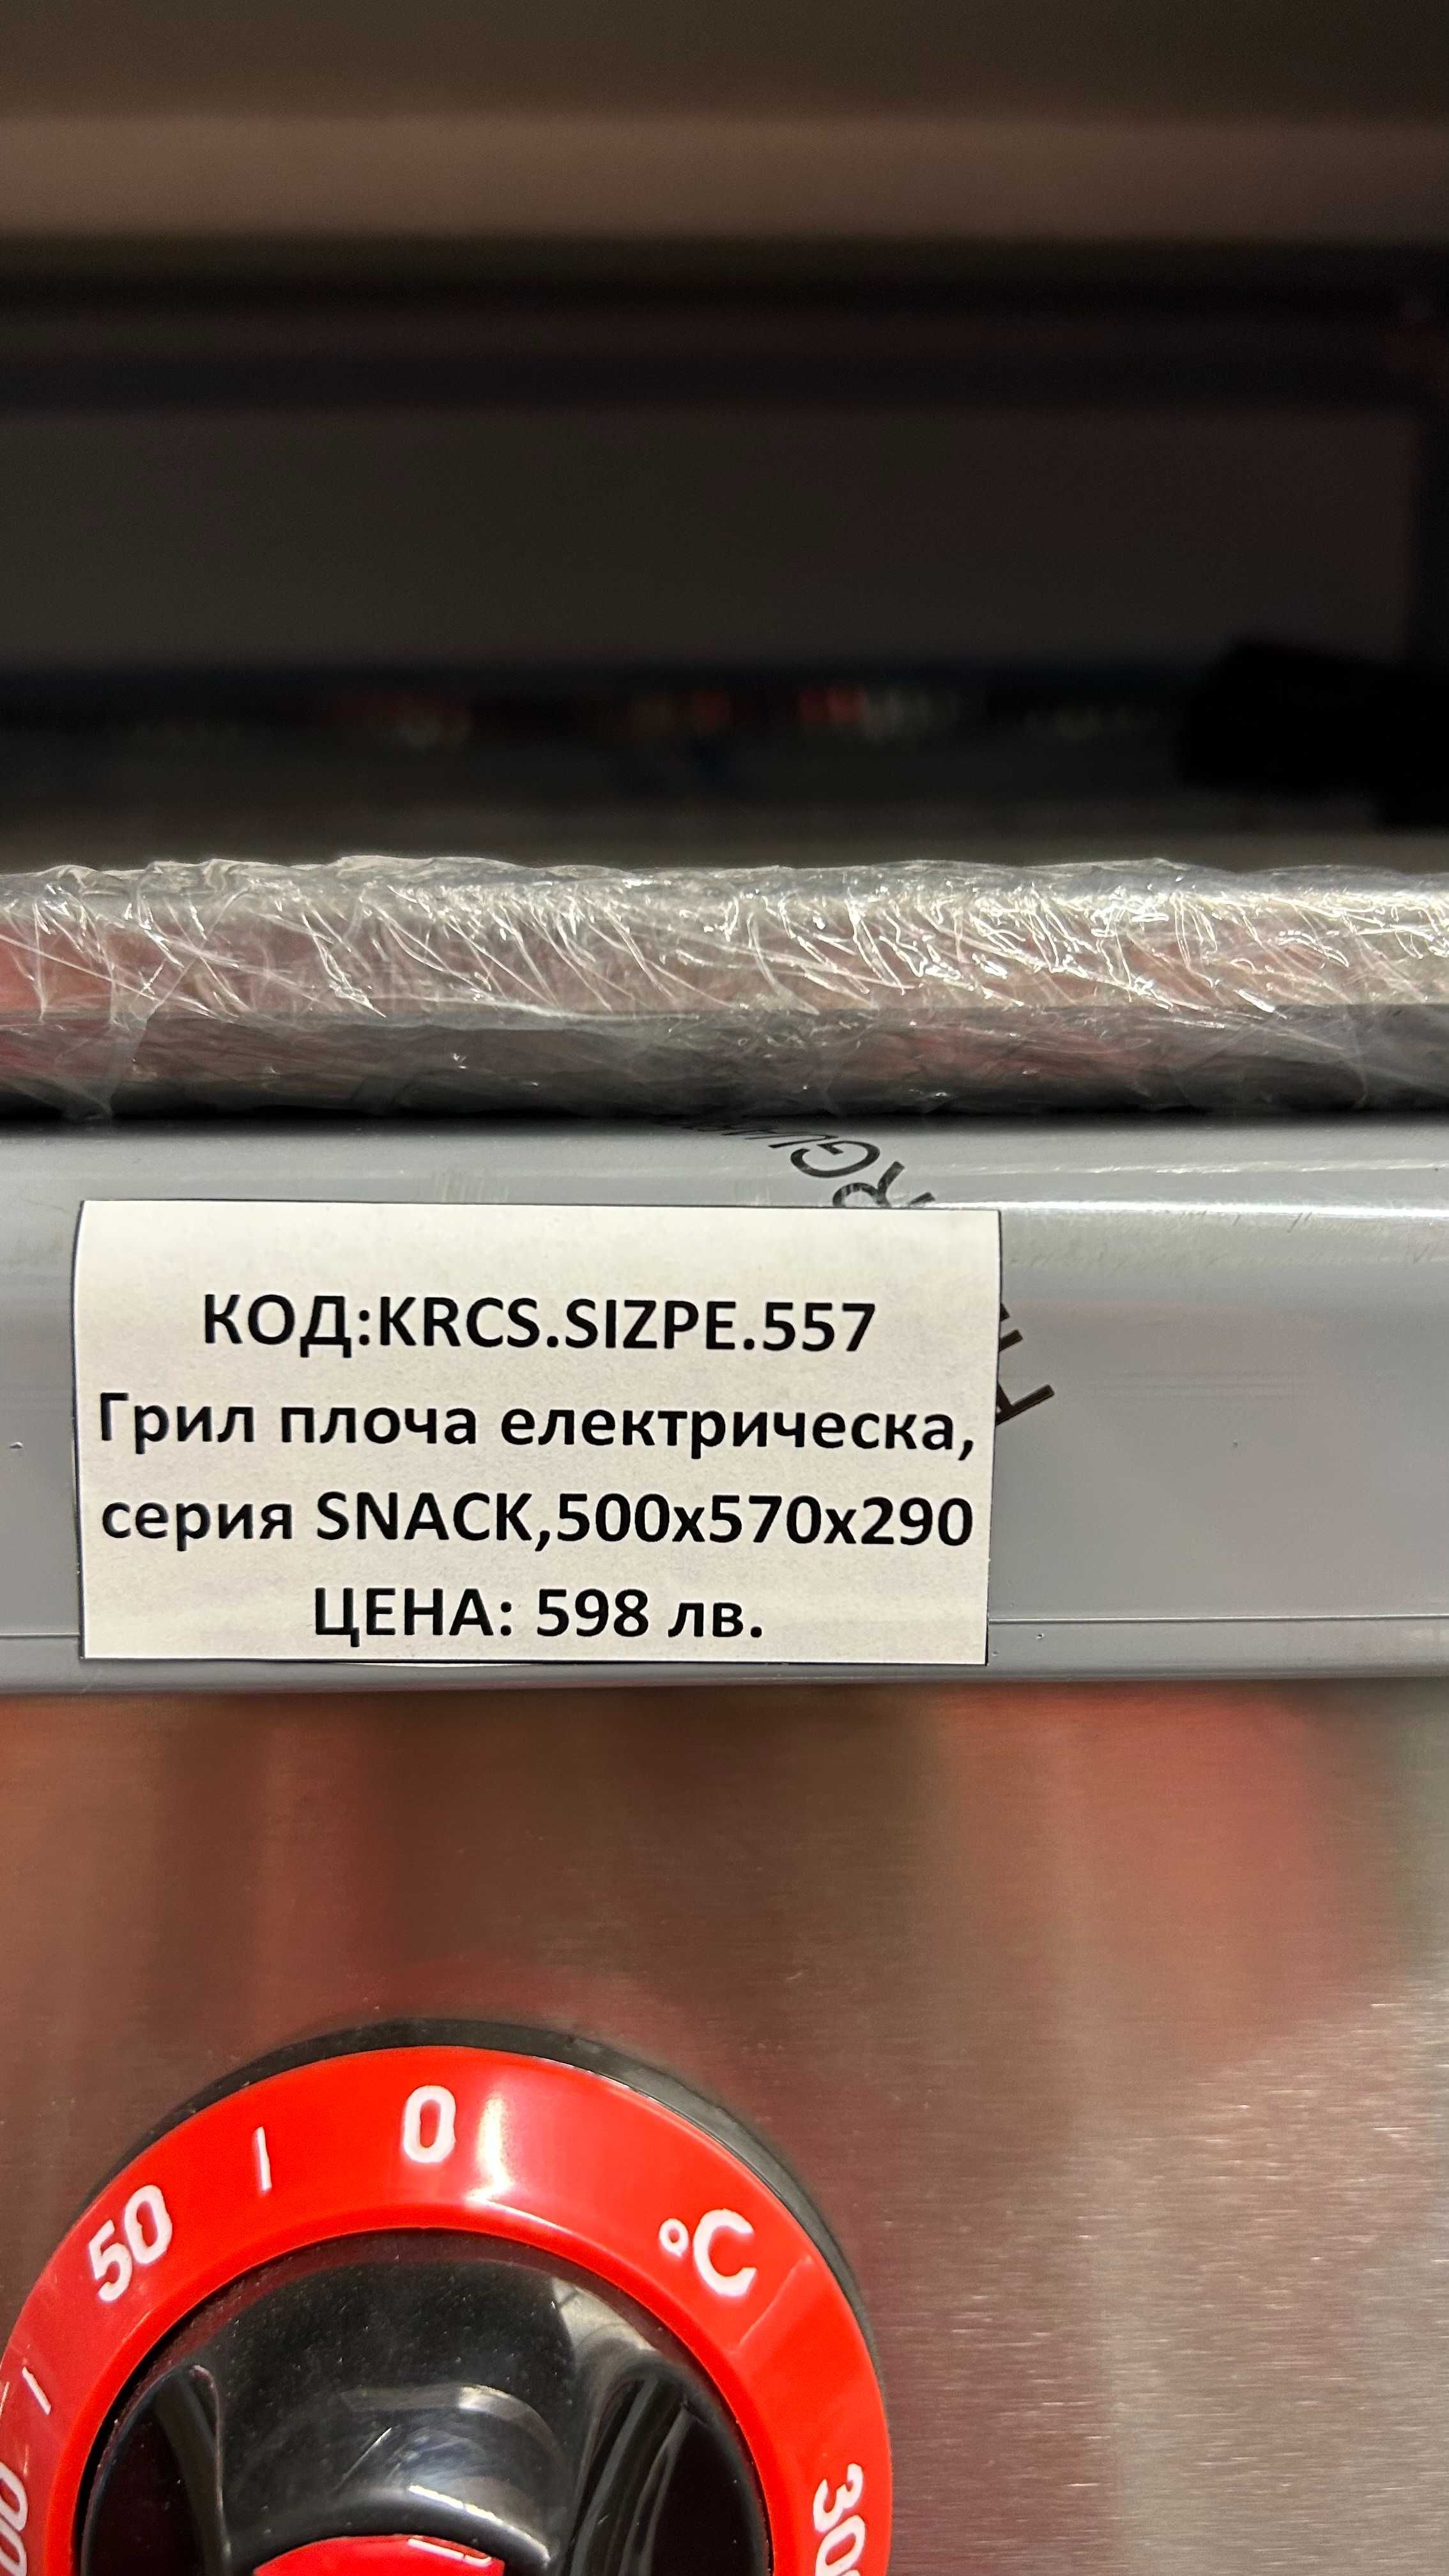 КОД:KRCS.SIZPE.557
Грил плоча електрическа,
серия SNACK,500x570x290
ЦЕНА: 598 лв.
0
50
°C